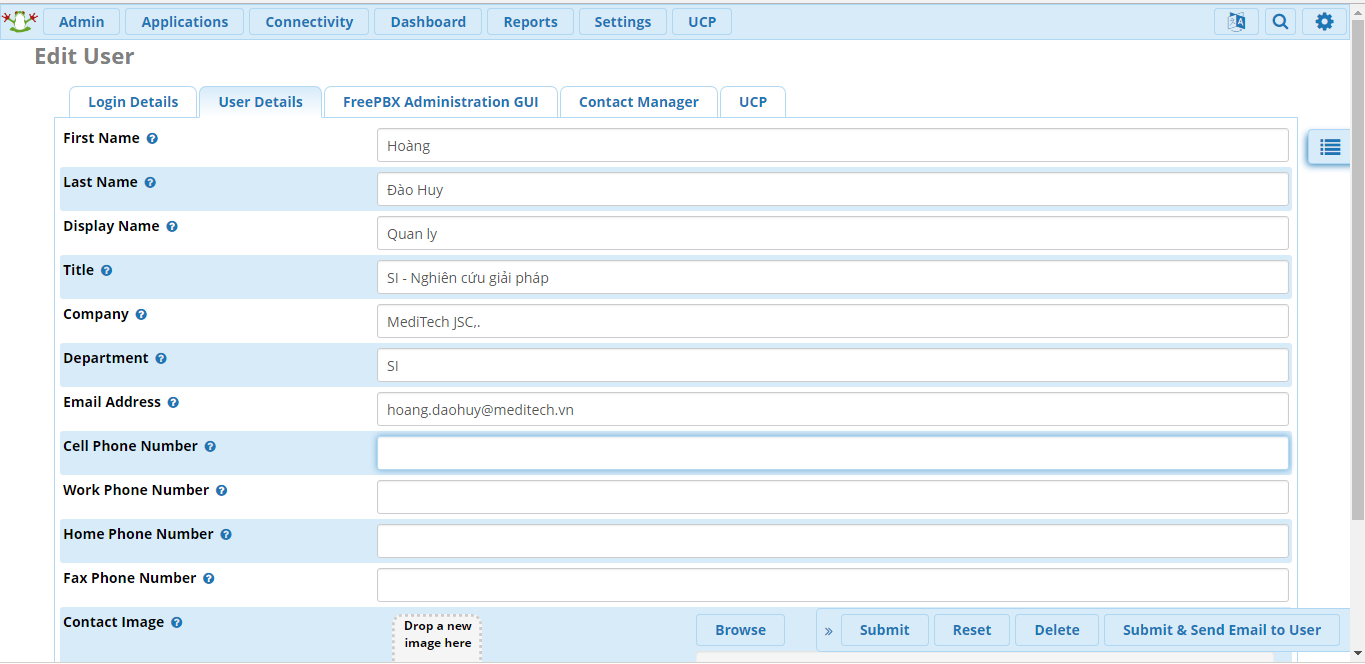 Admin Applications Connectivity Dashboard Reports Settings UCP
Edit User
Login Details User Details FreePBX Administration GUI Contact Manager UCP
First Name Hoàng
Last Name Đào Huy
Display Name Quan ly
Title SI - Nghiên cứu giải pháp
Company MediTech JSC,.
Department SI
Email Address hoang.daohuy@meditech.vn
Cell Phone Number
Work Phone Number
Home Phone Number
Fax Phone Number
Contact Image Drop a new image here Browse » Submit Reset Delete Submit & Send Email to User